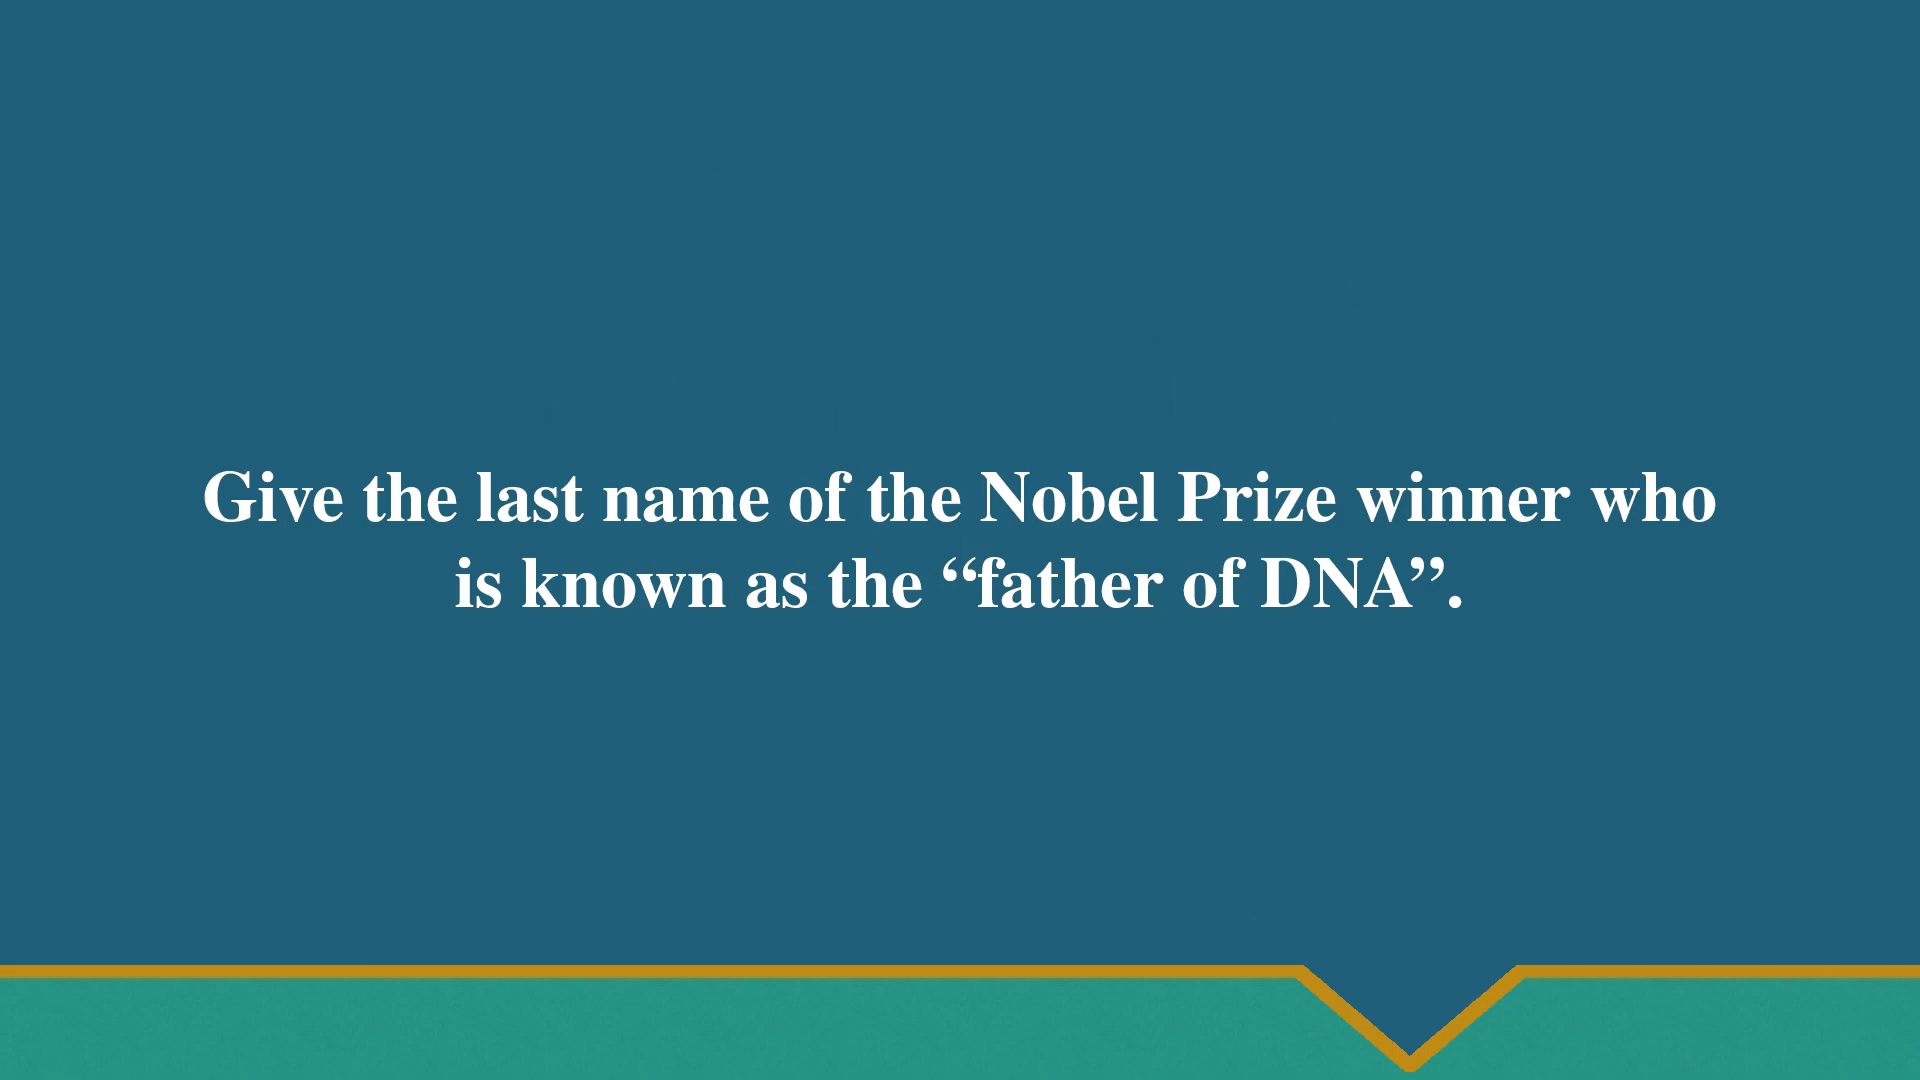 Give the last name of the Nobel Prize winner who
is known as the “father of DNA”.